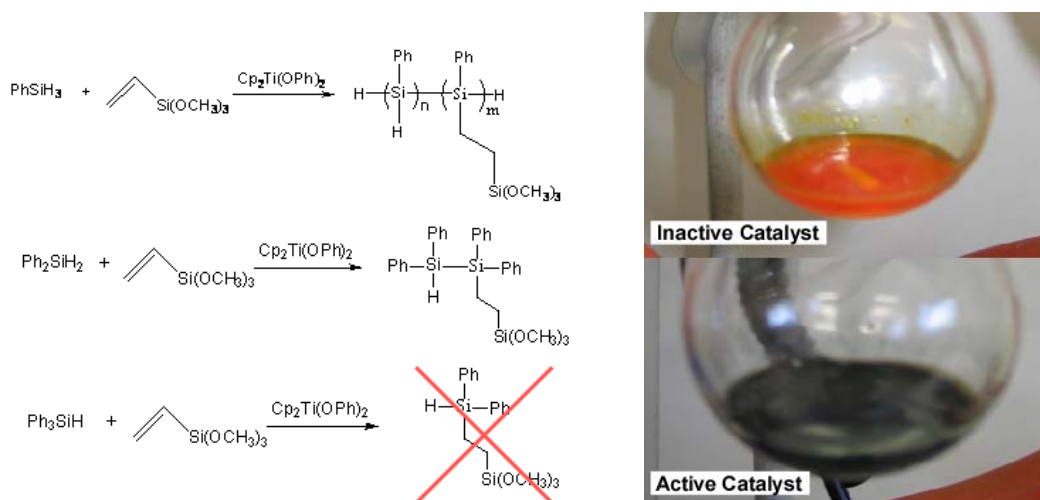 PhSiH3 + Si(OCH3)3 Cp2Ti(OPh)2 H Ph Si n H Ph Si m H Si(OCH3)3
Ph2SiH2 + Si(OCH3)3 Cp2Ti(OPh)2 Ph Ph Ph Si Si Ph H Si(OCH3)3
Ph3SiH + Si(OCH3)3 Cp2Ti(OPh)2 Ph H Si Ph Si(OCH3)3
Inactive Catalyst
Active Catalyst